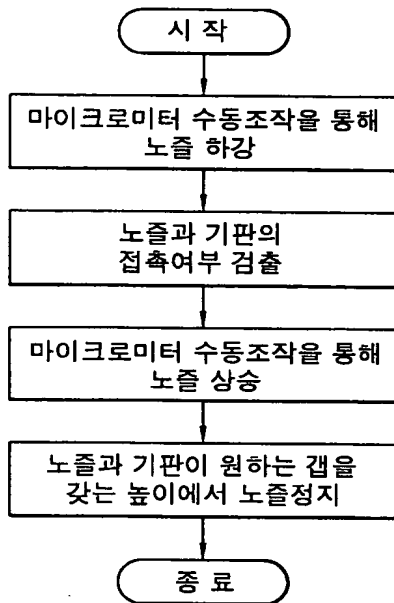 시 작
마이크로미터 수동조작을 통해
노즐 하강
노즐과 기판의
접촉여부 검출
마이크로미터 수동조작을 통해
노즐 상승
노즐과 기판이 원하는 갭을
갖는 높이에서 노즐정지
종 료